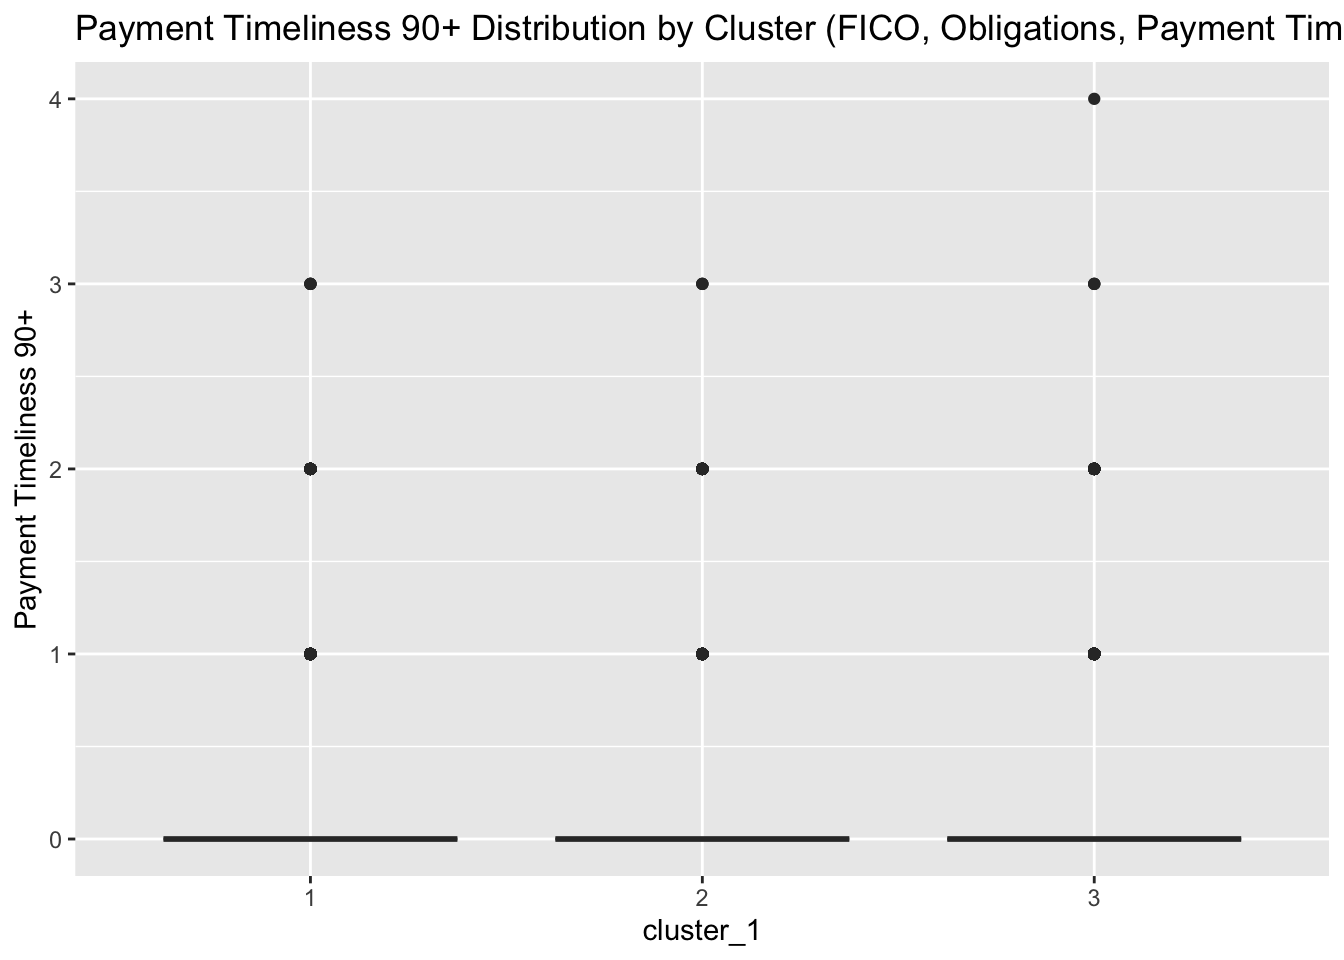 Payment Timeliness 90+ Distribution by Cluster (FICO, Obligations, Payment Tim
Payment Timeliness 90+
4
3
2
1
0
1 2 3
cluster_1